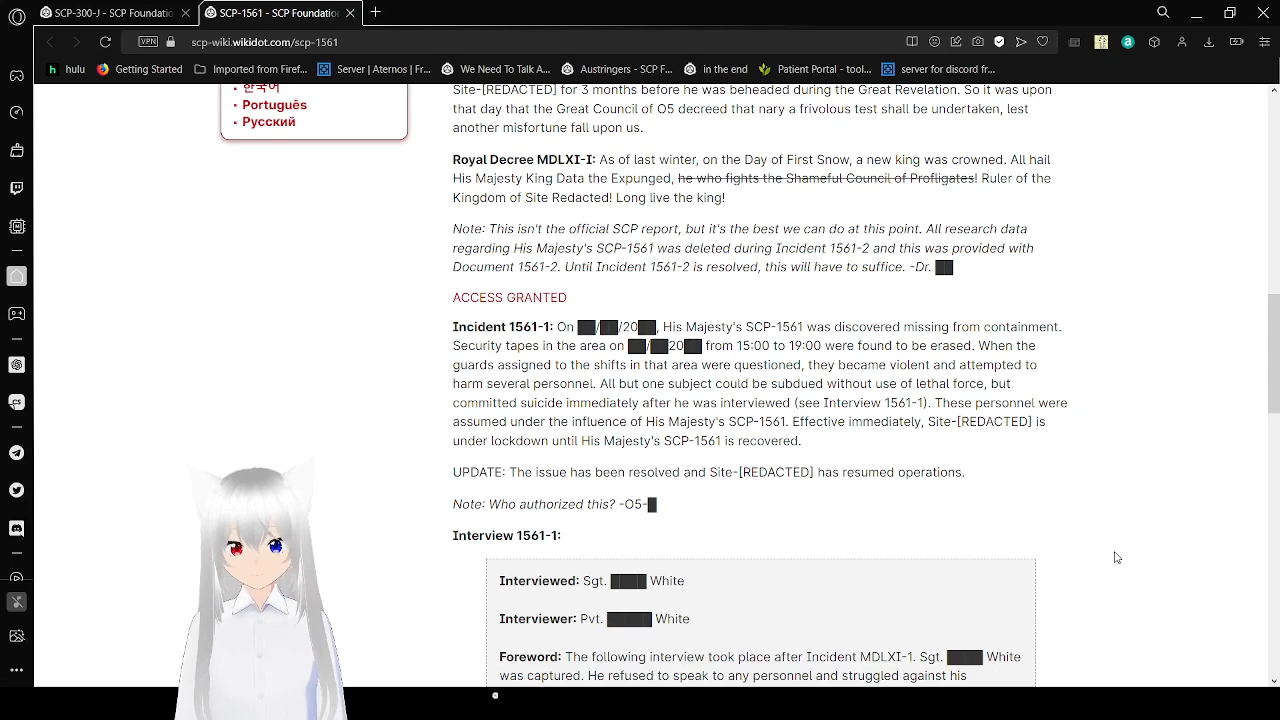 SCP-300-J - SCP Foundation
SCP-1561 - SCP Foundation
VPN
scp-wiki.wikidot.com/scp-1561
hulu
Getting Started
Imported from Firef...
Server | Aternos | Fr...
We Need To Talk A...
Austringers - SCP F...
in the end
Patient Portal - tool...
server for discord fr...
한국어
Português
Русский
Site-[REDACTED] for 3 months before he was beheaded during the Great Revelation. So it was upon
that day that the Great Council of O5 decreed that nary a frivolous test shall be undertaken, lest
another misfortune fall upon us.
Royal Decree MDLXI-I: As of last winter, on the Day of First Snow, a new king was crowned. All hail
His Majesty King Data the Expunged, he who fights the Shameful Council of Profligates! Ruler of the
Kingdom of Site Redacted! Long live the king!
Note: This isn't the official SCP report, but it's the best we can do at this point. All research data
regarding His Majesty's SCP-1561 was deleted during Incident 1561-2 and this was provided with
Document 1561-2. Until Incident 1561-2 is resolved, this will have to suffice. -Dr. ██
ACCESS GRANTED
Incident 1561-1: On ██/██/20██, His Majesty's SCP-1561 was discovered missing from containment.
Security tapes in the area on ██/██20██ from 15:00 to 19:00 were found to be erased. When the
guards assigned to the shifts in that area were questioned, they became violent and attempted to
harm several personnel. All but one subject could be subdued without use of lethal force, but
committed suicide immediately after he was interviewed (see Interview 1561-1). These personnel were
assumed under the influence of His Majesty's SCP-1561. Effective immediately, Site-[REDACTED] is
under lockdown until His Majesty's SCP-1561 is recovered.
UPDATE: The issue has been resolved and Site-[REDACTED] has resumed operations.
Note: Who authorized this? -O5-█
Interview 1561-1:
Interviewed: Sgt. ████ White
Interviewer: Pvt. █████ White
Foreword: The following interview took place after Incident MDLXI-1. Sgt. ████ White
was captured. He refused to speak to any personnel and struggled against his